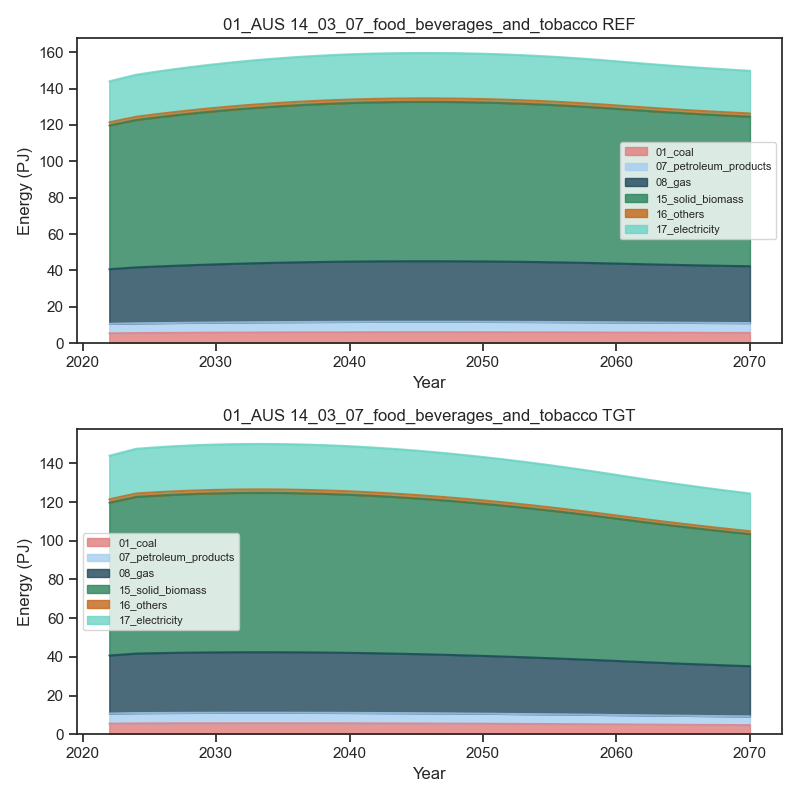 01_AUS 14_03_07_food_beverages_and_tobacco REF
160
140
120
100
80
60
40
20
0
Energy (PJ)
01_coal
07_petroleum_products
08_gas
15_solid_biomass
16_others
17_electricity
2020 2030 2040 2050 2060 2070
Year
01_AUS 14_03_07_food_beverages_and_tobacco TGT
140
120
100
80
60
40
20
0
Energy (PJ)
01_coal
07_petroleum_products
08_gas
15_solid_biomass
16_others
17_electricity
2020 2030 2040 2050 2060 2070
Year